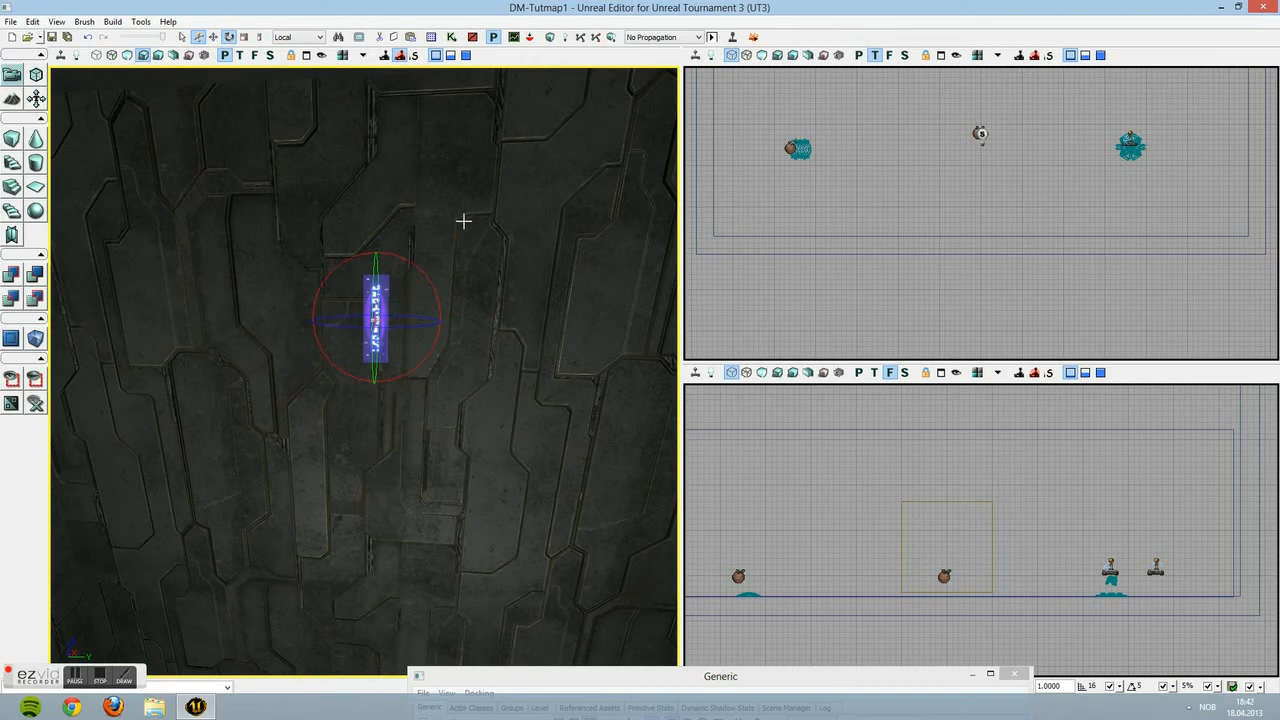 DM-Tutmap1 - Unreal Editor for Unreal Tournament 3 (UT3)
File Edit View Brush Build Tools Help
Local
P
No Propagation
P T F S
S
P T F S
S
P T F S
S
S
Z
X
Y
ezvid
RECORDER
PAUSE STOP DRAW
Generic
File View Docking
Generic Actor Classes Groups Level Referenced Assets Primitive Stats Dynamic Shadow Stats Scene Manager Log
1.0000
16
5
5%
NOB
18:42
18.04.2013